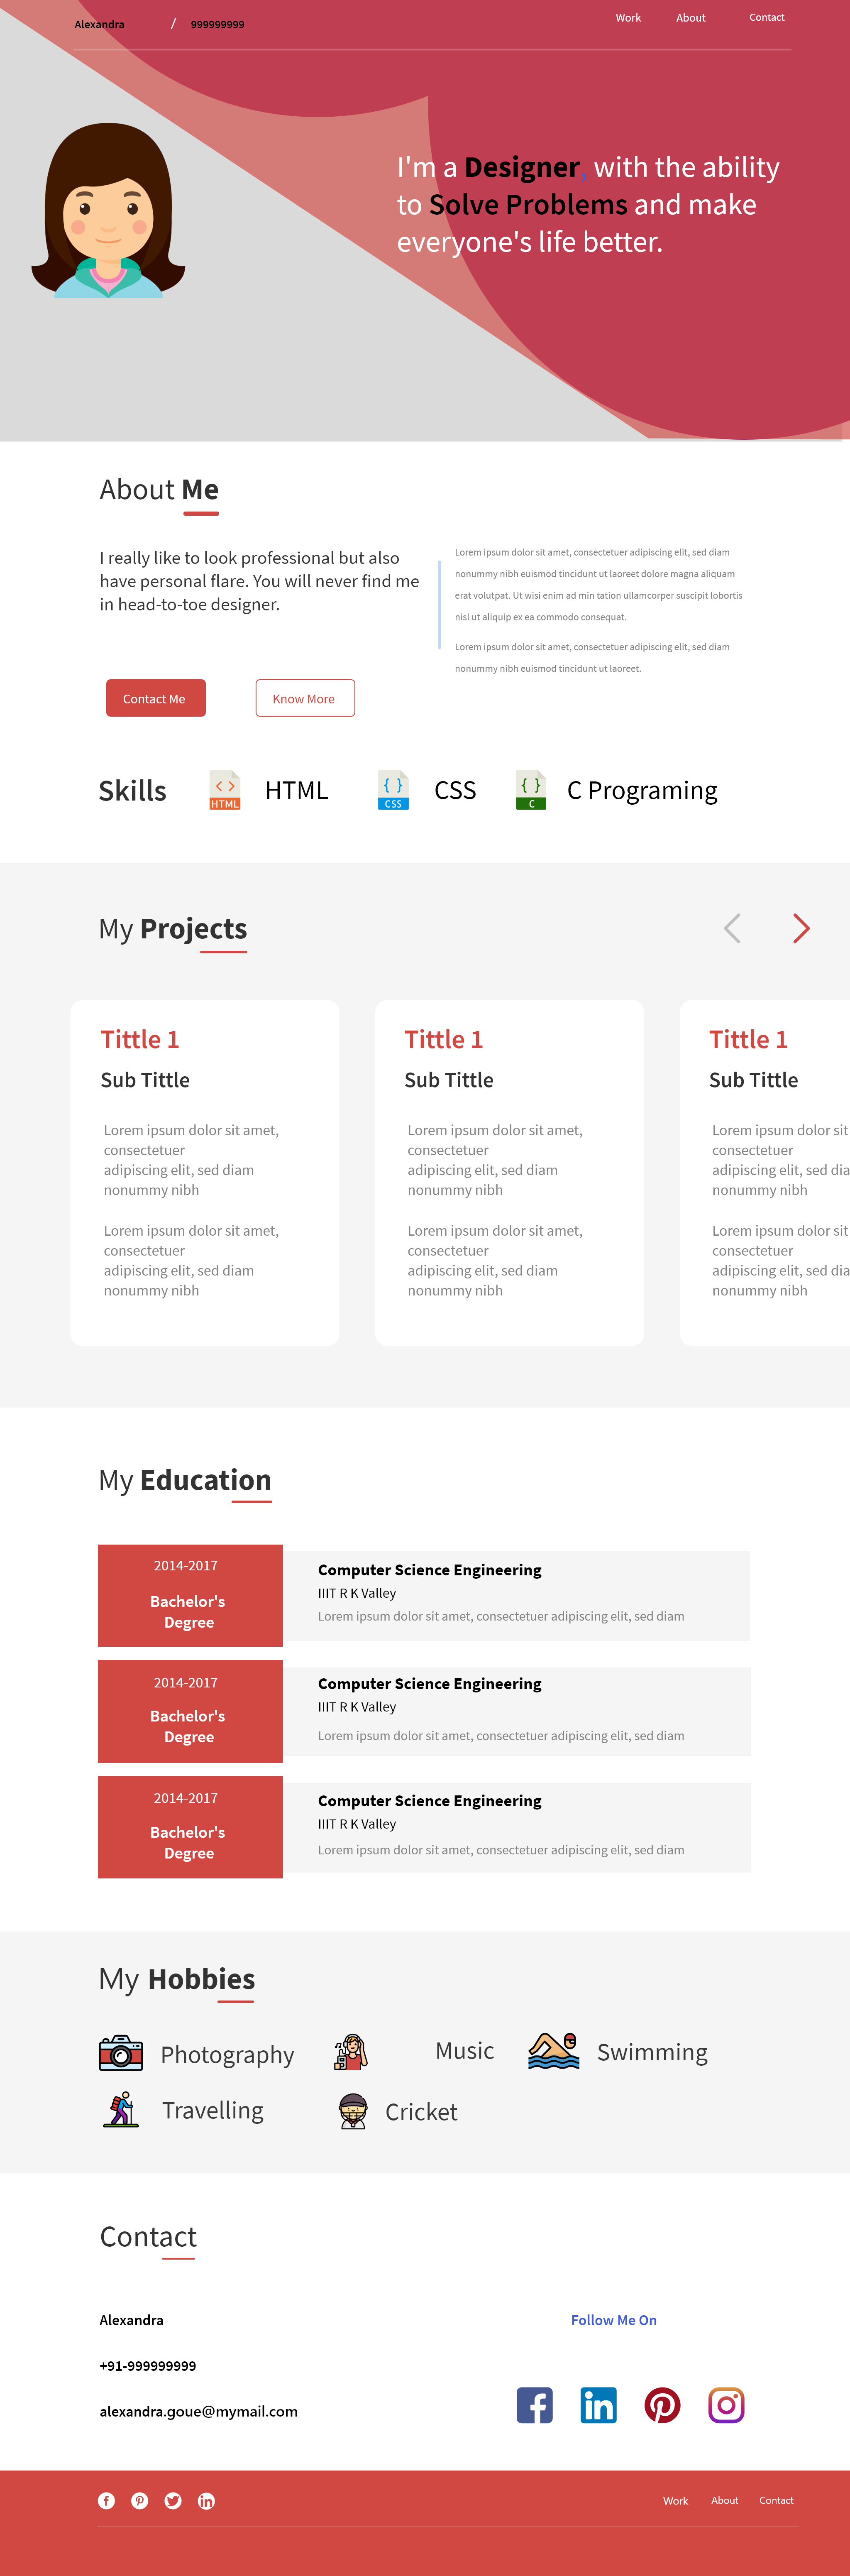 Alexandra / 999999999
Work About Contact
I'm a Designer, with the ability
to Solve Problems and make
everyone's life better.
About Me
I really like to look professional but also
have personal flare. You will never find me
in head-to-toe designer.
Lorem ipsum dolor sit amet, consectetuer adipiscing elit, sed diam
nonummy nibh euismod tincidunt ut laoreet dolore magna aliquam
erat volutpat. Ut wisi enim ad min tation ullamcorper suscipit lobortis
nisl ut aliquip ex ea commodo consequat.
Lorem ipsum dolor sit amet, consectetuer adipiscing elit, sed diam
nonummy nibh euismod tincidunt ut laoreet.
Contact Me
Know More
Skills
HTML
HTML
CSS
CSS
C
C Programing
My Projects
Tittle 1
Sub Tittle
Lorem ipsum dolor sit amet,
consectetuer
adipiscing elit, sed diam
nonummy nibh
Lorem ipsum dolor sit amet,
consectetuer
adipiscing elit, sed diam
nonummy nibh
Tittle 1
Sub Tittle
Lorem ipsum dolor sit amet,
consectetuer
adipiscing elit, sed diam
nonummy nibh
Lorem ipsum dolor sit amet,
consectetuer
adipiscing elit, sed diam
nonummy nibh
Tittle 1
Sub Tittle
Lorem ipsum dolor sit
consectetuer
adipiscing elit, sed dia
nonummy nibh
Lorem ipsum dolor sit
consectetuer
adipiscing elit, sed dia
nonummy nibh
My Education
2014-2017
Bachelor's
Degree
Computer Science Engineering
IIIT R K Valley
Lorem ipsum dolor sit amet, consectetuer adipiscing elit, sed diam
2014-2017
Bachelor's
Degree
Computer Science Engineering
IIIT R K Valley
Lorem ipsum dolor sit amet, consectetuer adipiscing elit, sed diam
2014-2017
Bachelor's
Degree
Computer Science Engineering
IIIT R K Valley
Lorem ipsum dolor sit amet, consectetuer adipiscing elit, sed diam
My Hobbies
Photography
Music
Swimming
Travelling
Cricket
Contact
Alexandra
+91-999999999
alexandra.goue@mymail.com
Follow Me On
Work About Contact